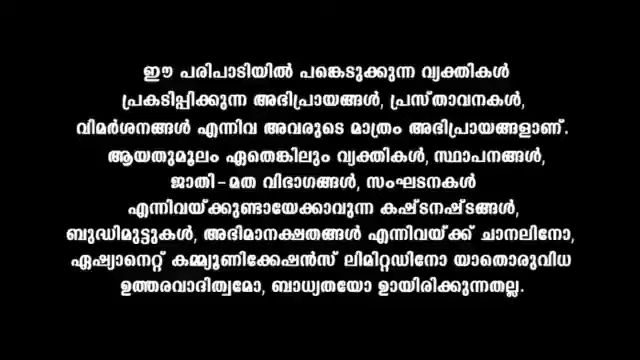 ഈ പരിപാടിയിൽ പങ്കെടുക്കുന്ന വ്യക്തികൾ
പ്രകടിപ്പിക്കുന്ന അഭിപ്രായങ്ങൾ, പ്രസ്താവനകൾ,
വിമർശനങ്ങൾ എന്നിവ അവരുടെ മാത്രം അഭിപ്രായങ്ങളാണ്.
ആയതുമൂലം ഏതെങ്കിലും വ്യക്തികൾ, സ്ഥാപനങ്ങൾ,
ജാതി-മത വിഭാഗങ്ങൾ, സംഘടനകൾ
എന്നിവയ്ക്കുണ്ടായേക്കാവുന്ന കഷ്ടനഷ്ടങ്ങൾ,
ബുദ്ധിമുട്ടുകൾ, അഭിമാനക്ഷതങ്ങൾ എന്നിവയ്ക്ക് ചാനലിനോ,
ഏഷ്യാനെറ്റ് കമ്മ്യൂണിക്കേഷൻസ് ലിമിറ്റഡിനോ യാതൊരുവിധ
ഉത്തരവാദിത്വമോ, ബാധ്യതയോ ഉായിരിക്കുന്നതല്ല.